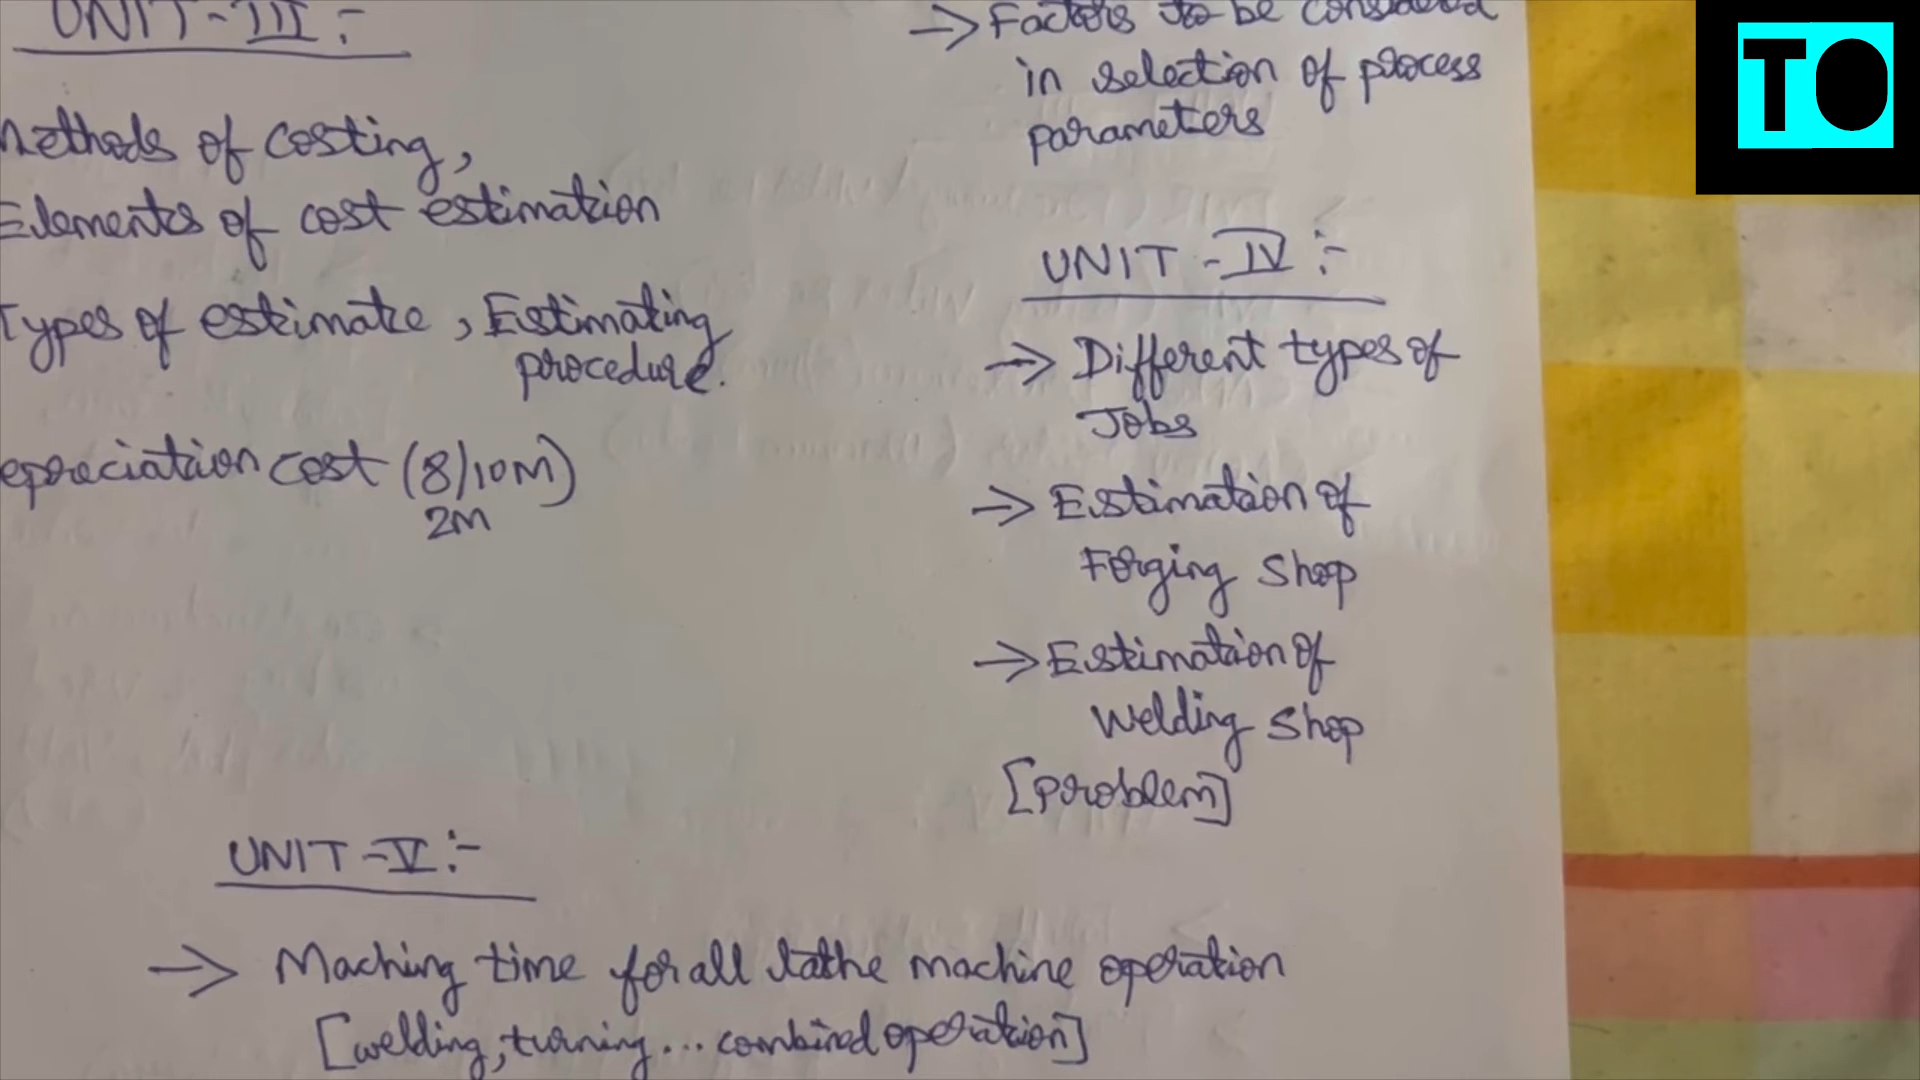 UNIT-III:-
Methods of costing,
Elements of cost estimation
Types of estimate, Estimating
procedure.
epreciation cost (8/10M)
2M
→ Factors to be considered
in selection of process
parameters
UNIT-IV:-
→ Different types of
Jobs
→ Estimation of
Forging Shop
→ Estimation of
Welding Shop
[Problem]
UNIT-V:-
→ Maching time for all lathe machine operation
[welding, turning... combined operation]
TO